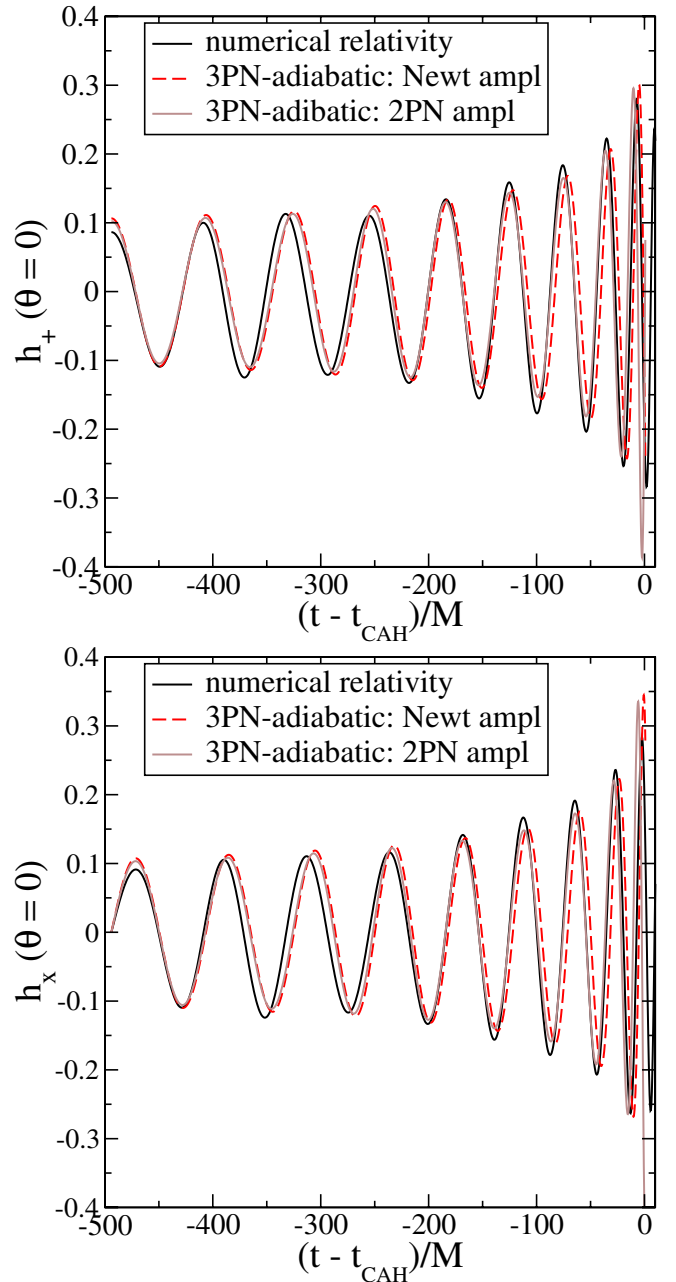 0.4
numerical relativity
3PN-adiabatic: Newt ampl
3PN-adibatic: 2PN ampl
0.3
0.2
0.1
0
-0.1
-0.2
-0.3
-0.4
h+ (θ = 0)
-500 -400 -300 -200 -100 0
(t - tCAH)/M
0.4
numerical relativity
3PN-adiabatic: Newt ampl
3PN-adiabatic: 2PN ampl
0.3
0.2
0.1
0
-0.1
-0.2
-0.3
-0.4
hx (θ = 0)
-500 -400 -300 -200 -100 0
(t - tCAH)/M